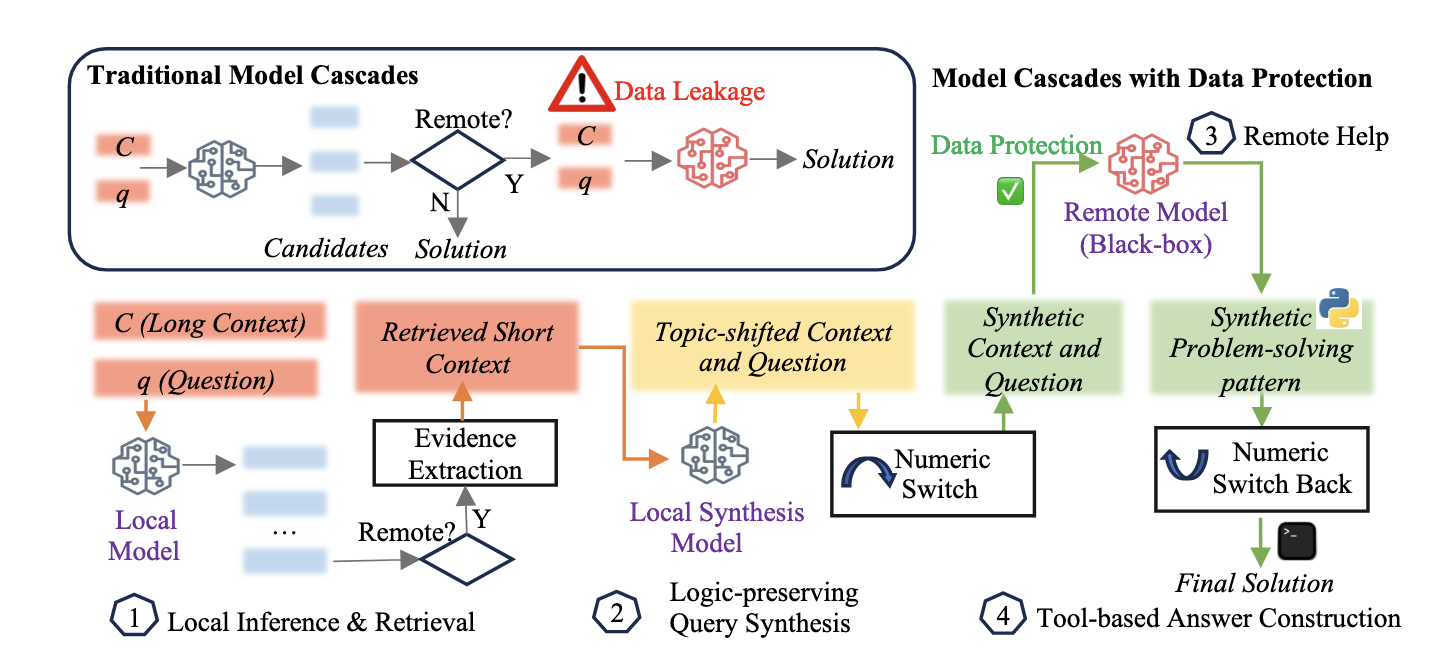 Traditional Model Cascades
Data Leakage
Remote?
C
q
Y
N
C
q
Solution
Candidates
Solution
Model Cascades with Data Protection
Data Protection
3
Remote Help
Remote Model
(Black-box)
C (Long Context)
q (Question)
Local
Model
...
Remote?
Y
Evidence
Extraction
Retrieved Short
Context
1
Local Inference & Retrieval
Topic-shifted Context
and Question
Local Synthesis
Model
Numeric
Switch
2
Logic-preserving
Query Synthesis
Synthetic
Context and
Question
Synthetic
Problem-solving
pattern
Numeric
Switch Back
>_
Final Solution
4
Tool-based Answer Construction